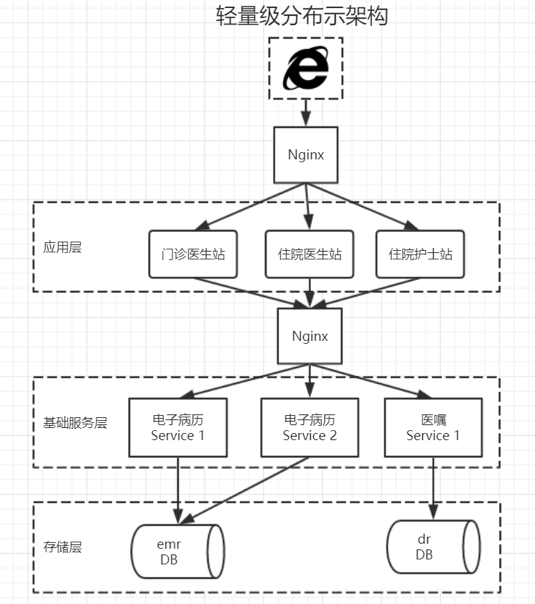 轻量级分布示架构
Nginx
应用层
门诊医生站
住院医生站
住院护士站
Nginx
基础服务层
电子病历
Service 1
电子病历
Service 2
医嘱
Service 1
存储层
emr
DB
dr
DB